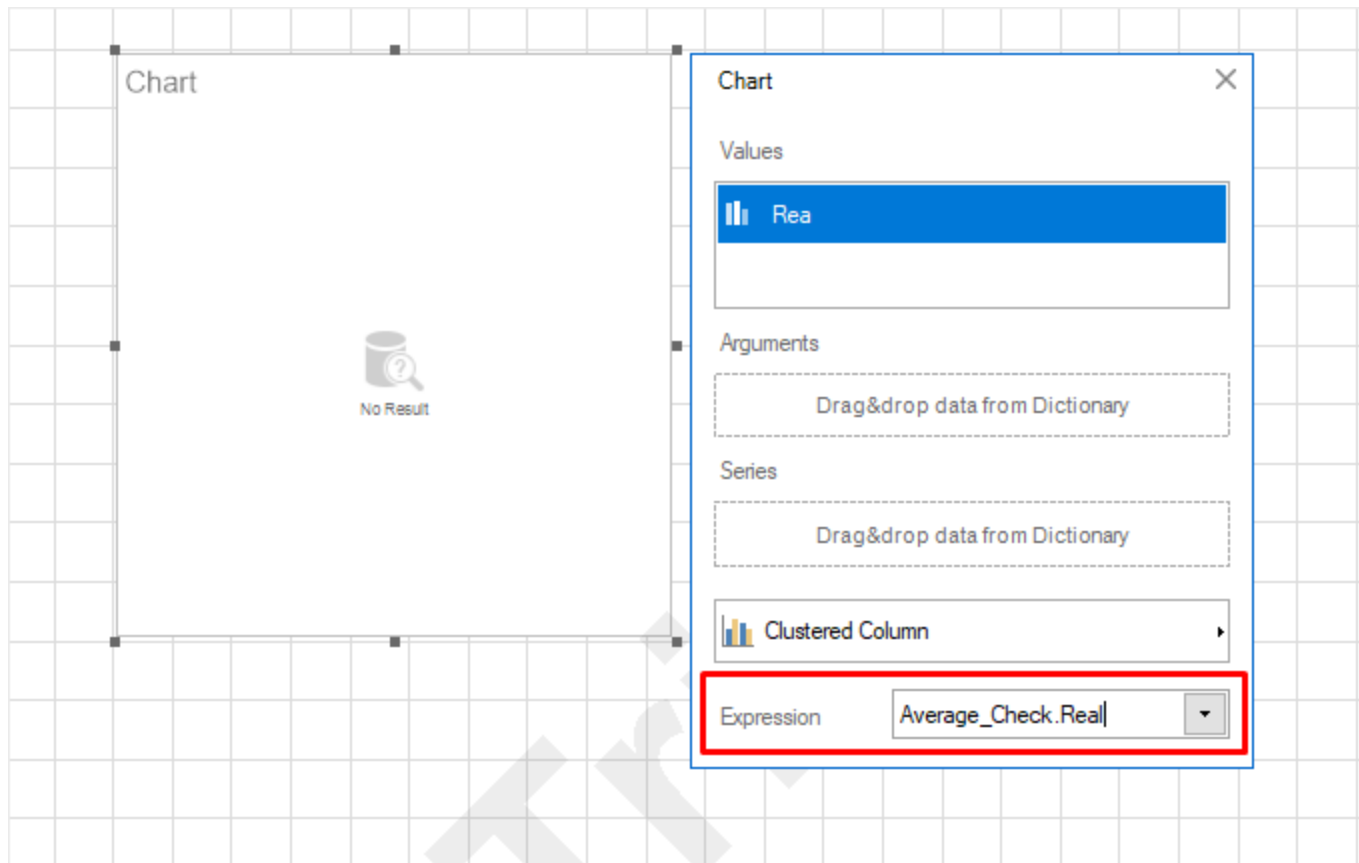 Chart
No Result
Chart
Values
Rea
Arguments
Drag&drop data from Dictionary
Series
Drag&drop data from Dictionary
Clustered Column
Expression Average_Check.Real
Tri